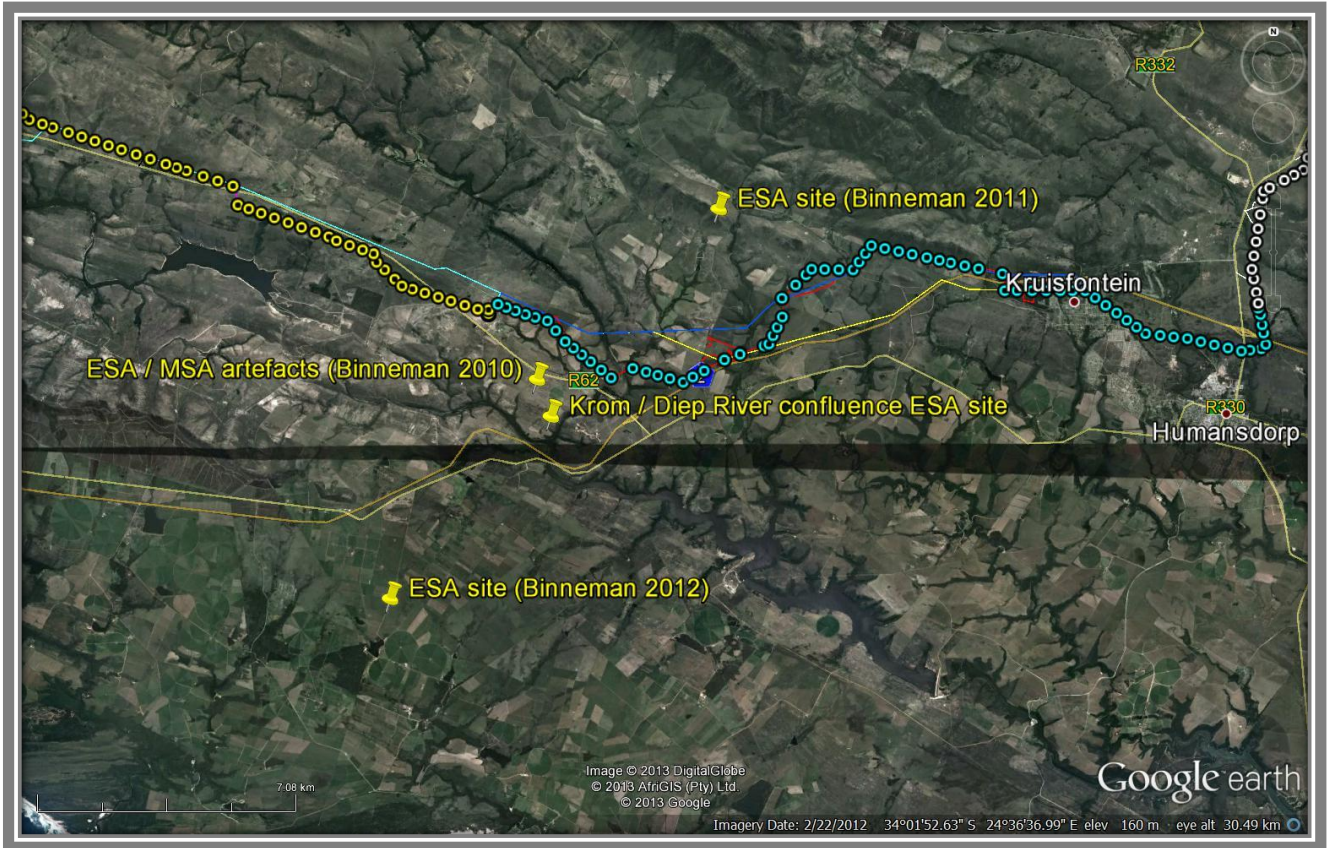 N
R332
ESA site (Binneman 2011)
Kruisfontein
ESA / MSA artefacts (Binneman 2010)
R62
Krom / Diep River confluence ESA site
R330
Humansdorp
ESA site (Binneman 2012)
7.08 km
Image © 2013 DigitalGlobe
© 2013 AfriGIS (Pty) Ltd.
© 2013 Google
Google earth
Imagery Date: 2/22/2012 34°01'52.63" S 24°36'36.99" E elev 160 m eye alt 30.49 km